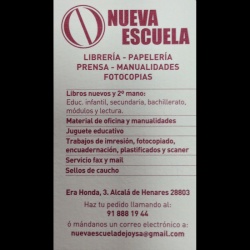 NUEVA
ESCUELA
LIBRERÍA - PAPELERÍA
PRENSA - MANUALIDADES
FOTOCOPIAS
Libros nuevos y 2ª mano:
Educ. infantil, secundaria, bachillerato,
módulos y lectura.
Material de oficina y manualidades
Juguete educativo
Trabajos de imresión, fotocopiado,
encuadernación, plastificados y scaner
Servicio fax y mail
Sellos de caucho
Era Honda, 3. Alcalá de Henares 28803
Haz tu pedido llamando al:
91 888 19 44
ó mándanos un correo electrónico a:
nuevaescueladejoysa@gmail.com